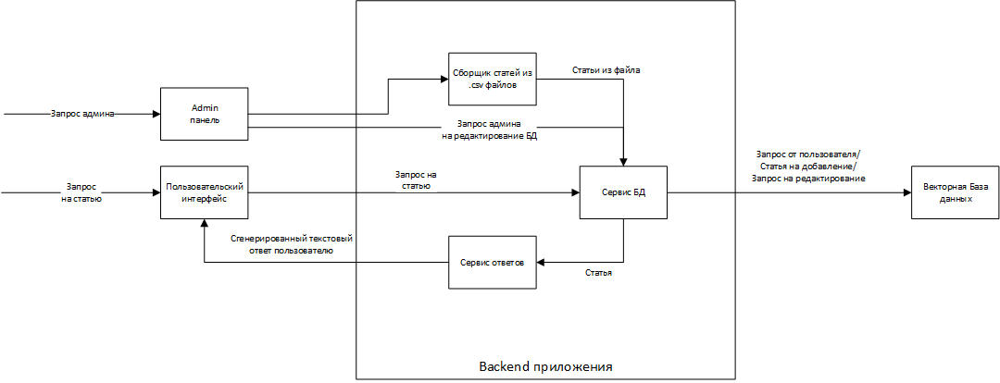 Сборщик статей из
.csv файлов
Статьи из файла
Запрос админа
Admin
панель
Запрос админа
на редактирование БД
Запрос
на статью
Пользовательский
интерфейс
Запрос на
статью
Сервис БД
Запрос от пользователя/
Статья на добавление/
Запрос на редактирование
Векторная База
данных
Сгенерированный текстовый
ответ пользователю
Сервис ответов
Статья
Backend приложения